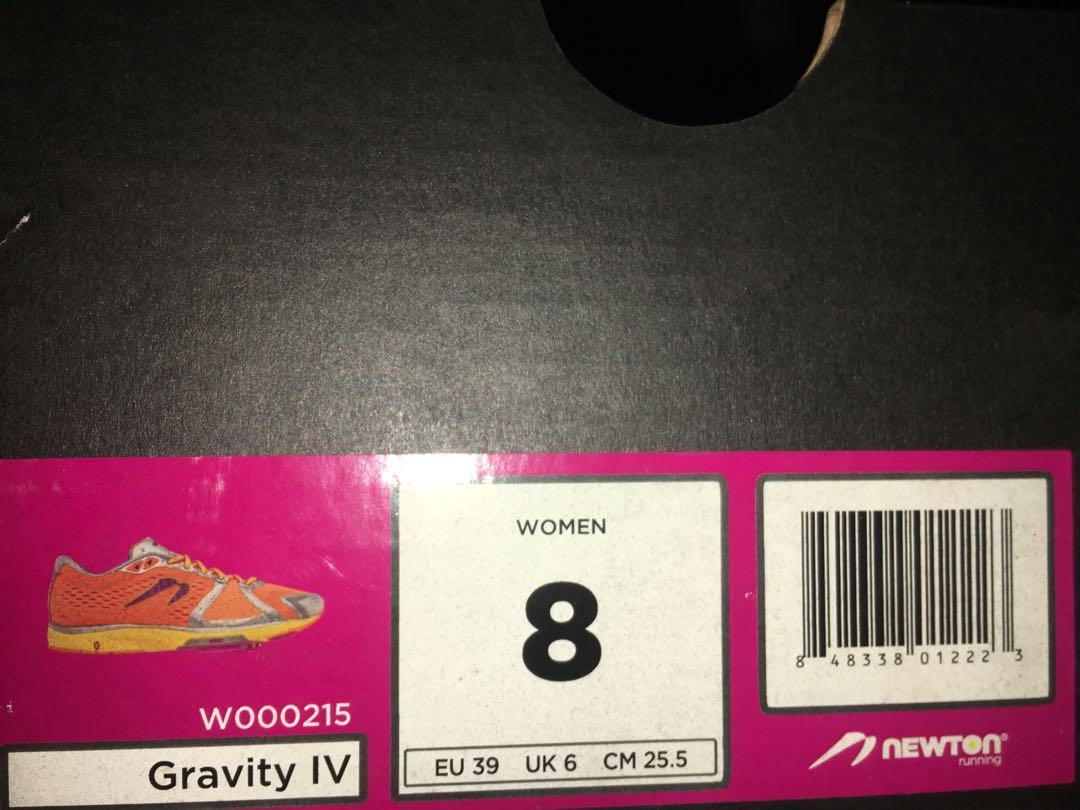 W000215
Gravity IV
WOMEN
8
EU 39 UK 6 CM 25.5
8 48338 01222 3
NEWTON®
running